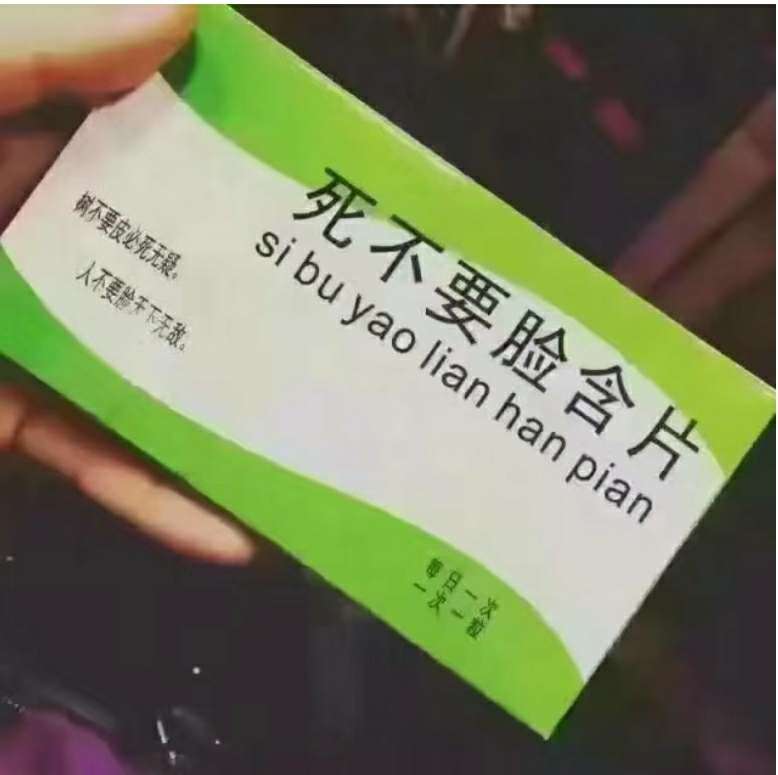 死不要脸含片
si bu yao lian han pian
树不要皮必死无疑。
人不要脸天下无敌。
每日一次
一次一粒